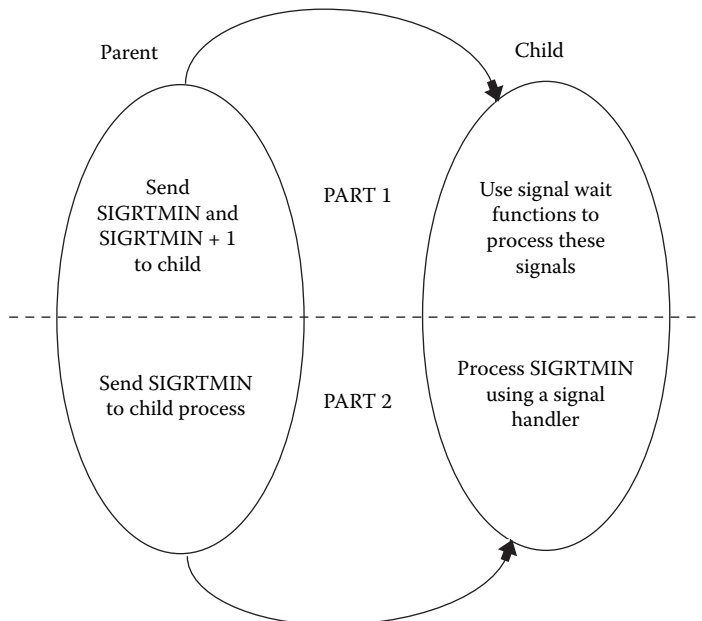 Parent
Child
Send
SIGRTMIN and
SIGRTMIN + 1
to child
PART 1
Use signal wait
functions to
process these
signals
Send SIGRTMIN
to child process
PART 2
Process SIGRTMIN
using a signal
handler